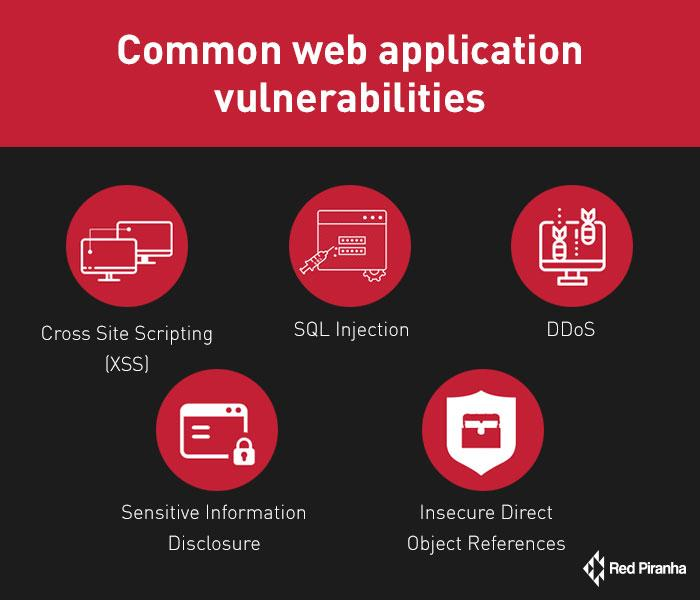 Common web application
vulnerabilities
Cross Site Scripting
(XSS)
SQL Injection
DDoS
Sensitive Information
Disclosure
Insecure Direct
Object References
Red Piranha